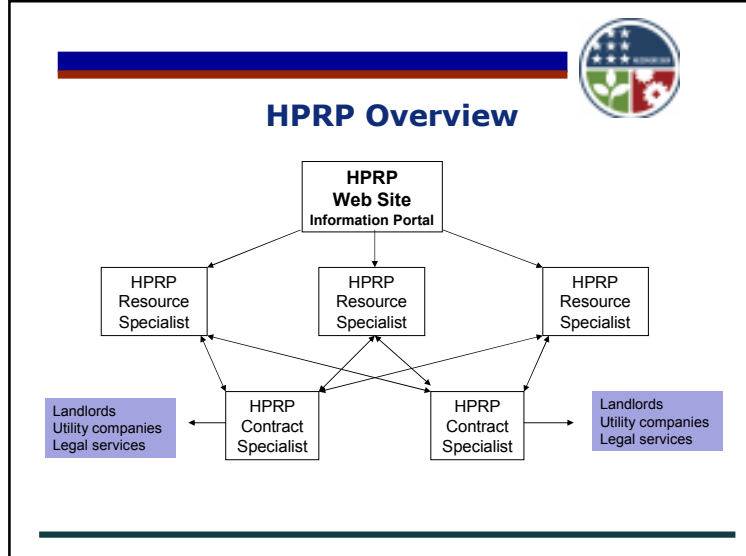 HPRP Overview
HPRP
Web Site
Information Portal
HPRP
Resource
Specialist
HPRP
Resource
Specialist
HPRP
Resource
Specialist
Landlords
Utility companies
Legal services
HPRP
Contract
Specialist
HPRP
Contract
Specialist
Landlords
Utility companies
Legal services